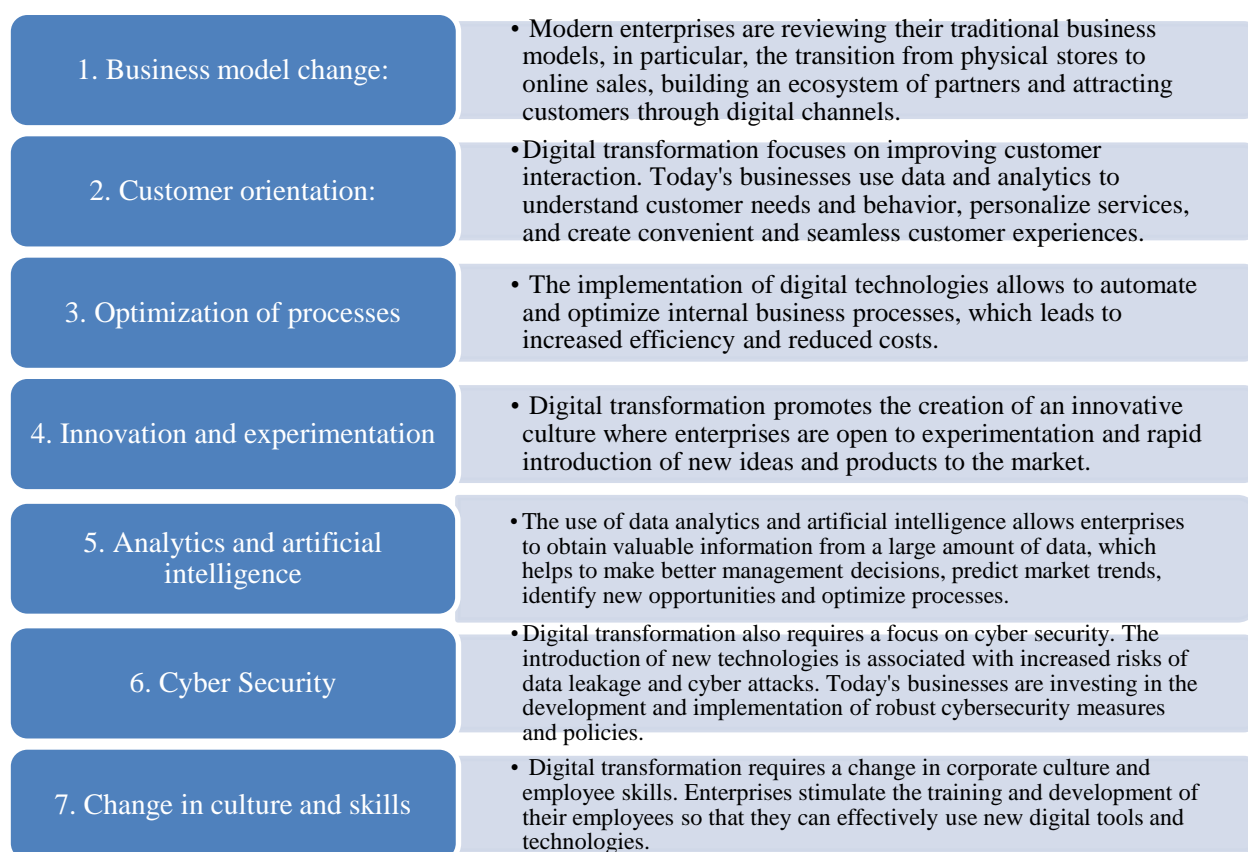 1. Business model change:
• Modern enterprises are reviewing their traditional business
models, in particular, the transition from physical stores to
online sales, building an ecosystem of partners and attracting
customers through digital channels.
2. Customer orientation:
•Digital transformation focuses on improving customer
interaction. Today's businesses use data and analytics to
understand customer needs and behavior, personalize services,
and create convenient and seamless customer experiences.
3. Optimization of processes
• The implementation of digital technologies allows to automate
and optimize internal business processes, which leads to
increased efficiency and reduced costs.
4. Innovation and experimentation
• Digital transformation promotes the creation of an innovative
culture where enterprises are open to experimentation and rapid
introduction of new ideas and products to the market.
5. Analytics and artificial
intelligence
• The use of data analytics and artificial intelligence allows enterprises
to obtain valuable information from a large amount of data, which
helps to make better management decisions, predict market trends,
identify new opportunities and optimize processes.
6. Cyber Security
•Digital transformation also requires a focus on cyber security. The
introduction of new technologies is associated with increased risks of
data leakage and cyber attacks. Today's businesses are investing in the
development and implementation of robust cybersecurity measures
and policies.
7. Change in culture and skills
• Digital transformation requires a change in corporate culture and
employee skills. Enterprises stimulate the training and development of
their employees so that they can effectively use new digital tools and
technologies.